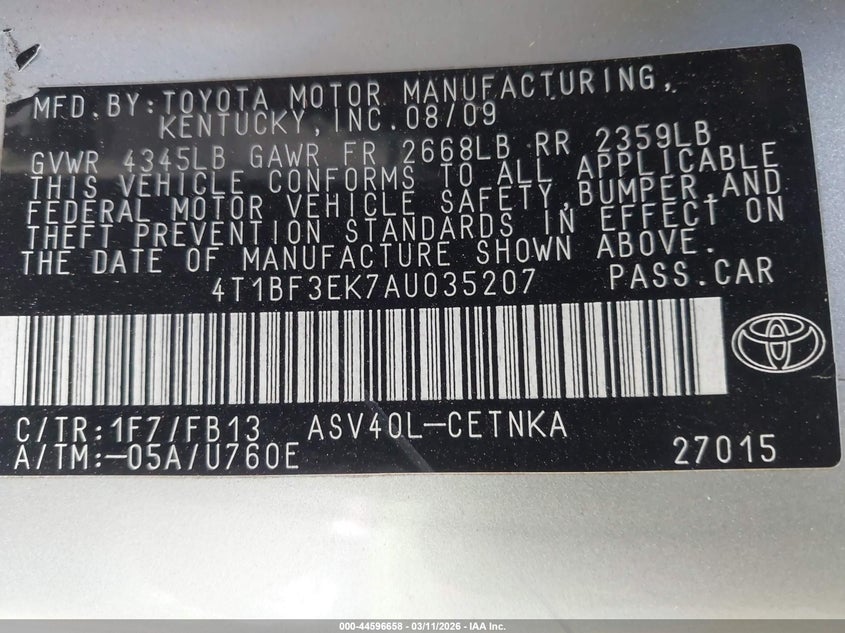 MFD.BY:TOYOTA MOTOR MANUFACTURING,
KENTUCKY, INC.08/09
GVWR 4345LB GAWR FR 2668LB RR 2359LB
THIS VEHICLE CONFORMS TO ALL APPLICABLE
FEDERAL MOTOR VEHICLE SAFETY,BUMPER,AND
THEFT PREVENTION STANDARDS IN EFFECT ON
THE DATE OF MANUFACTURE SHOWN ABOVE.
4T1BF3EK7AU035207 PASS.CAR
C/TR:1F7/FB13 ASV40L-CETNKA
A/TM:-05A/U760E 27015
000-44596658 | 03/11/2026 - IAA Inc.